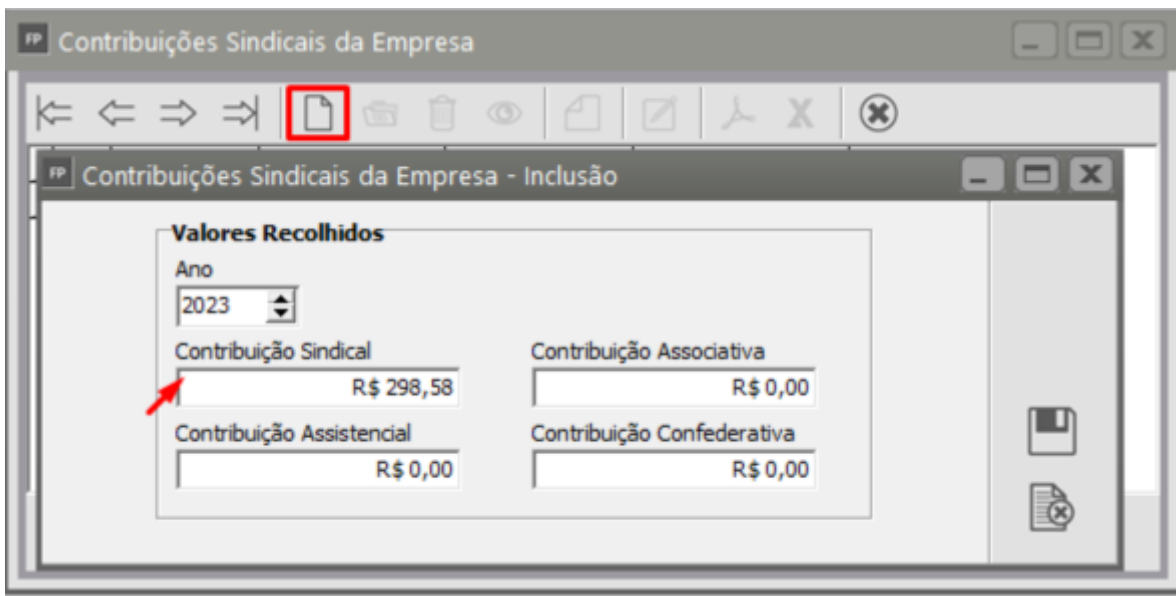 FP Contribuições Sindicais da Empresa
FP Contribuições Sindicais da Empresa - Inclusão
Valores Recolhidos
Ano
2023
Contribuição Sindical Contribuição Associativa
R$ 298,58 R$ 0,00
Contribuição Assistencial Contribuição Confederativa
R$ 0,00 R$ 0,00